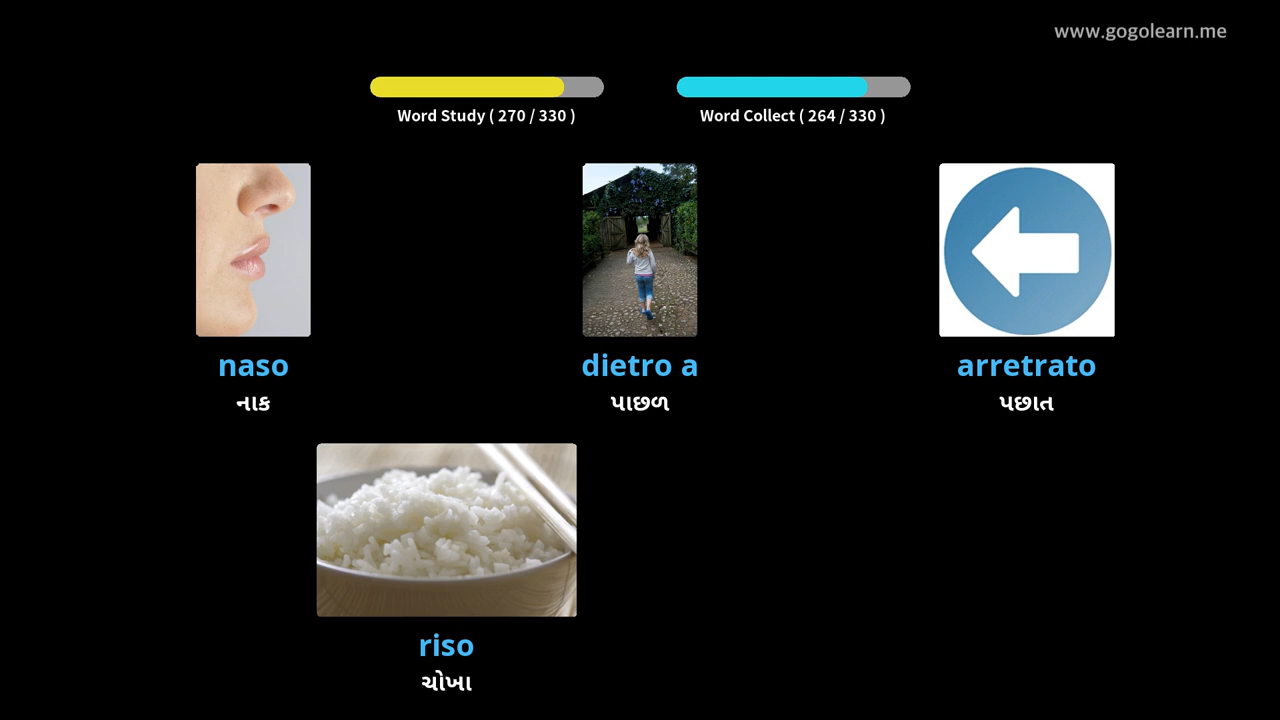 www.gogolearn.me
Word Study ( 270 / 330 )
Word Collect ( 264 / 330 )
naso
નાક
dietro a
પાછળ
arretrato
પછાત
riso
ચોખા